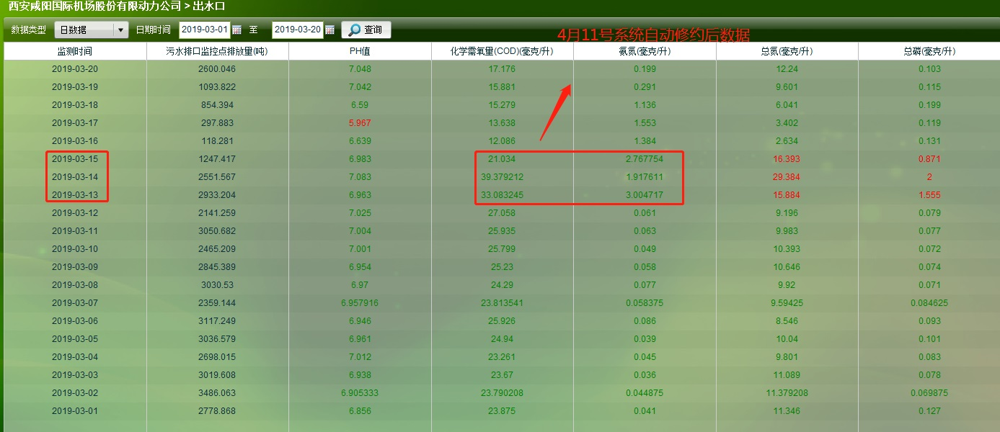 西安咸阳国际机场股份有限动力公司 > 出水口
数据类型 日数据 日期时间 2019-03-01 至 2019-03-20 查询
4月11号系统自动修约后数据
监测时间 污水排口监控点排放量(吨) PH值 化学需氧量(COD)(毫克/升) 氨氮(毫克/升) 总氮(毫克/升) 总磷(毫克/升)
2019-03-20 2600.046 7.048 17.176 0.199 12.24 0.103
2019-03-19 1093.822 7.042 15.881 0.291 9.601 0.115
2019-03-18 854.394 6.59 15.279 1.136 6.041 0.199
2019-03-17 297.883 5.967 13.638 1.553 3.402 0.119
2019-03-16 118.281 6.639 12.086 1.384 2.634 0.131
2019-03-15 1247.417 6.983 21.034 2.767754 16.393 0.871
2019-03-14 2551.567 7.083 39.379212 1.917611 29.384 2
2019-03-13 2933.204 6.963 33.083245 3.004717 15.884 1.555
2019-03-12 2141.259 7.025 27.058 0.061 9.196 0.079
2019-03-11 3050.682 7.004 25.935 0.063 9.983 0.077
2019-03-10 2465.209 7.001 25.799 0.049 10.393 0.072
2019-03-09 2845.389 6.954 25.23 0.058 10.646 0.074
2019-03-08 3030.53 6.97 24.29 0.077 9.92 0.071
2019-03-07 2359.144 6.957916 23.813541 0.058375 9.59425 0.084625
2019-03-06 3117.249 6.946 25.926 0.086 8.546 0.093
2019-03-05 3036.579 6.961 24.94 0.039 10.04 0.101
2019-03-04 2698.015 7.012 23.261 0.045 9.801 0.083
2019-03-03 3019.608 6.938 23.67 0.036 11.089 0.078
2019-03-02 3486.063 6.905333 23.790208 0.044875 11.379208 0.069875
2019-03-01 2778.868 6.856 23.875 0.041 11.346 0.127